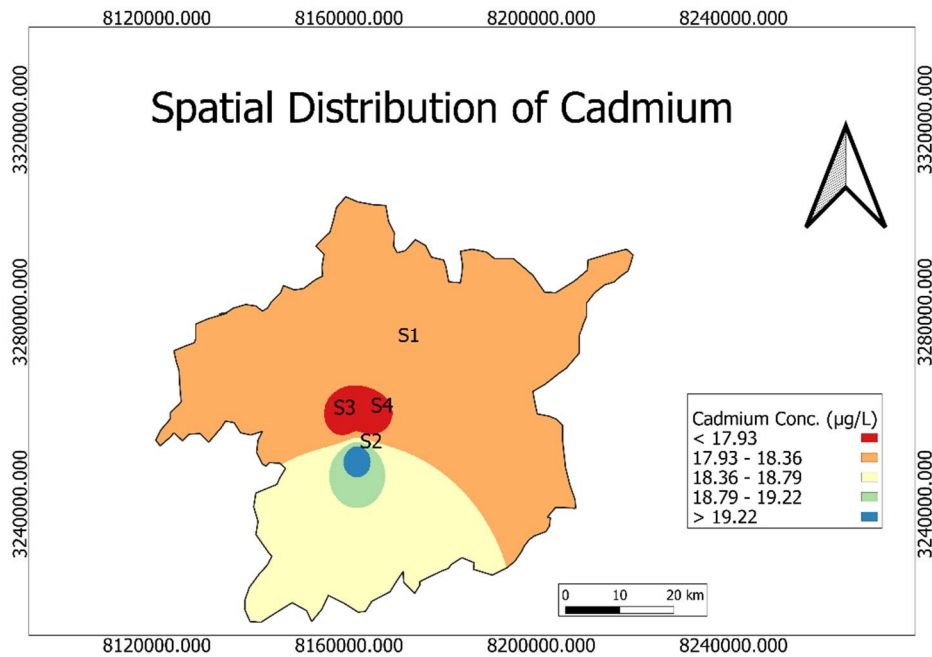 8120000.000 8160000.000 8200000.000 8240000.000
Spatial Distribution of Cadmium
3320000.000
3320000.000
3280000.000
3280000.000
S1
S3 S4
S2
Cadmium Conc. (µg/L)
< 17.93
17.93 - 18.36
18.36 - 18.79
18.79 - 19.22
> 19.22
3240000.000
3240000.000
0 10 20 km
8120000.000 8160000.000 8200000.000 8240000.000